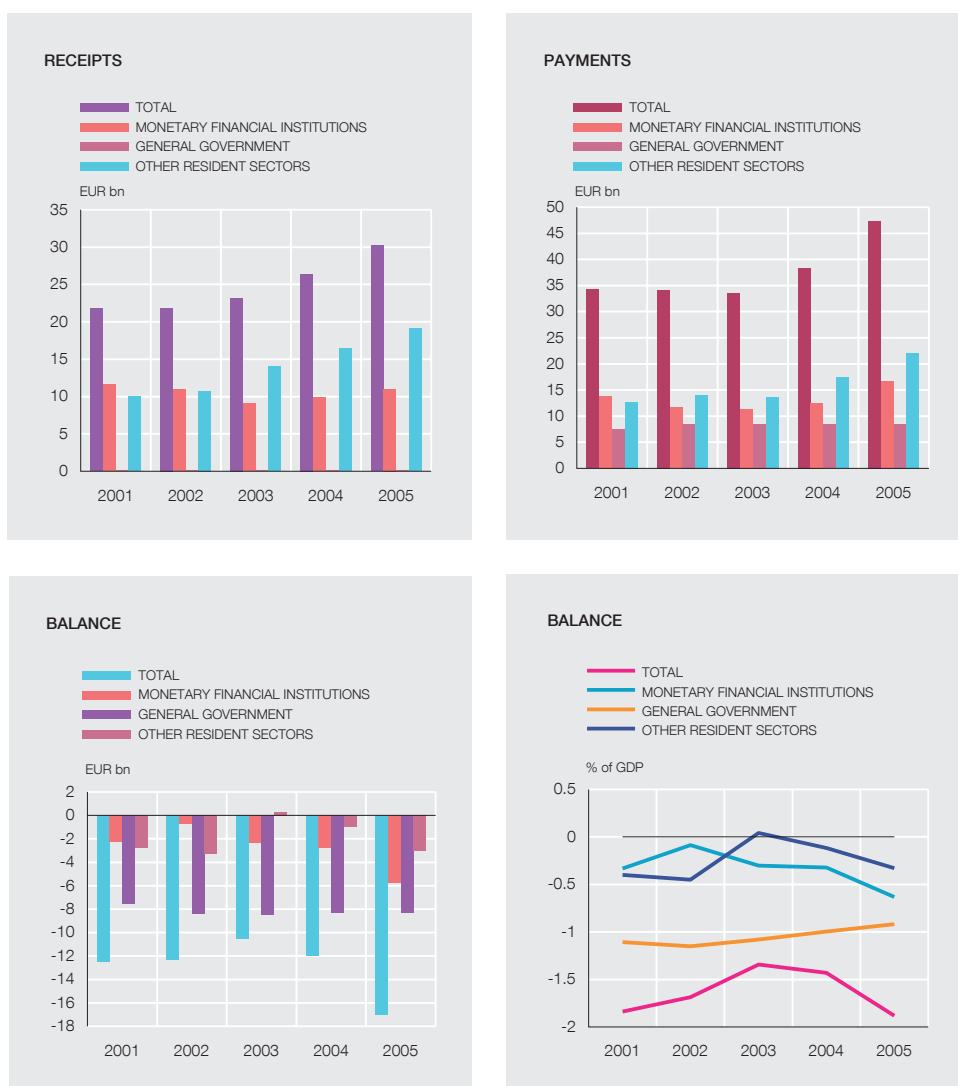 RECEIPTS
TOTAL
MONETARY FINANCIAL INSTITUTIONS
GENERAL GOVERNMENT
OTHER RESIDENT SECTORS
EUR bn
35
30
25
20
15
10
5
0
2001 2002 2003 2004 2005
PAYMENTS
TOTAL
MONETARY FINANCIAL INSTITUTIONS
GENERAL GOVERNMENT
OTHER RESIDENT SECTORS
EUR bn
50
45
40
35
30
25
20
15
10
5
0
2001 2002 2003 2004 2005
BALANCE
TOTAL
MONETARY FINANCIAL INSTITUTIONS
GENERAL GOVERNMENT
OTHER RESIDENT SECTORS
EUR bn
2
0
-2
-4
-6
-8
-10
-12
-14
-16
-18
2001 2002 2003 2004 2005
BALANCE
TOTAL
MONETARY FINANCIAL INSTITUTIONS
GENERAL GOVERNMENT
OTHER RESIDENT SECTORS
% of GDP
0.5
0
-0.5
-1
-1.5
-2
2001 2002 2003 2004 2005